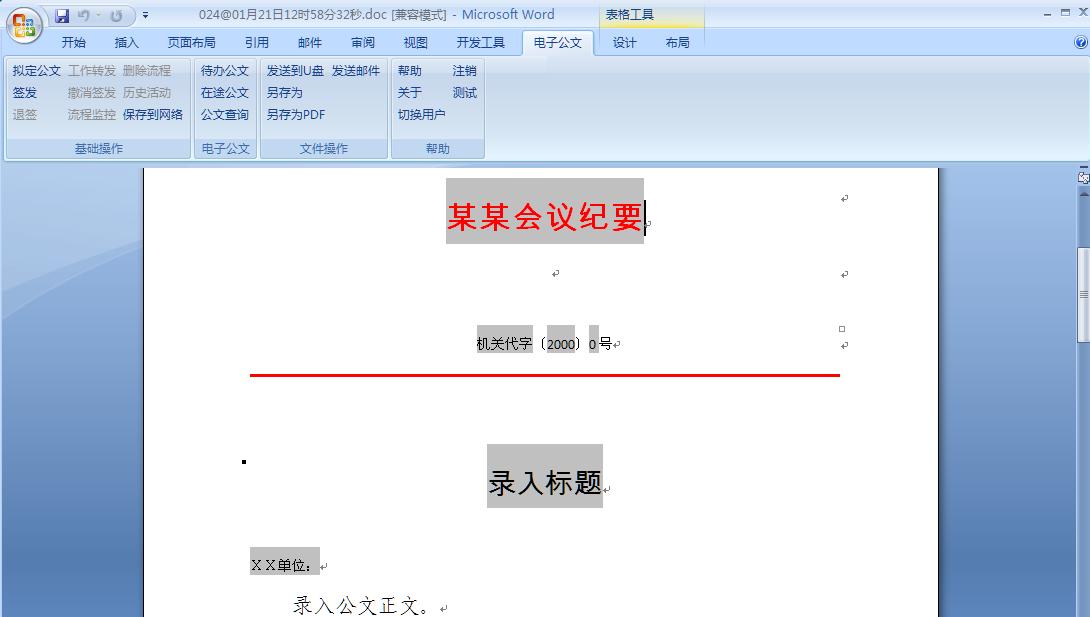 024@01月21日12时58分32秒.doc [兼容模式] - Microsoft Word 表格工具
开始 插入 页面布局 引用 邮件 审阅 视图 开发工具 电子公文 设计 布局
拟定公文 工作转发 删除流程 待办公文 发送到U盘 发送邮件 帮助 注销
签发 撤消签发 历史活动 在途公文 另存为 关于 测试
退签 流程监控 保存到网络 公文查询 另存为PDF 切换用户
基础操作 电子公文 文件操作 帮助
某某会议纪要
机关代字〔2000〕0号
录入标题
ＸＸ单位：
录入公文正文。